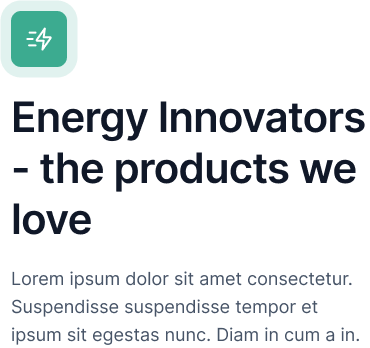 Energy Innovators
- the products we
love
Lorem ipsum dolor sit amet consectetur.
Suspendisse suspendisse tempor et
ipsum sit egestas nunc. Diam in cum a in.